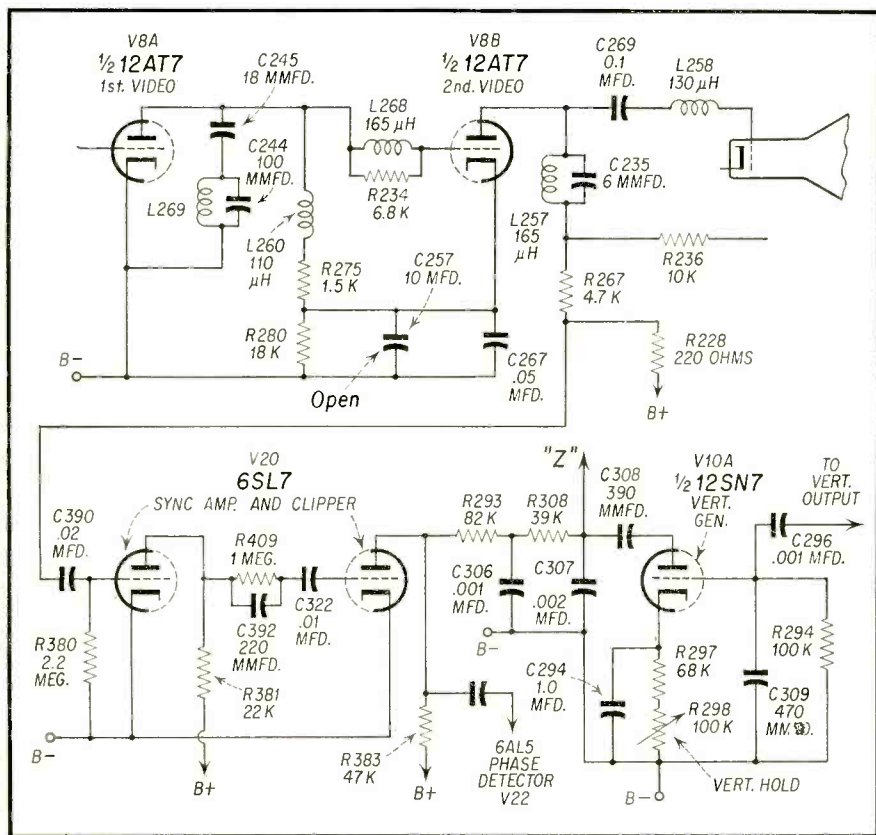 V8A
½ 12AT7
1st. VIDEO
C245
18 MMFD.
C244
100
MMFD.
L269
L260
110
µH
R275
1.5 K
R280
18 K
L268
165 µH
R234
6.8 K
C257
10 MFD.
Open
V8B
½ 12AT7
2nd. VIDEO
C267
.05
MFD.
C269
0.1
MFD.
L258
130 µH
C235
6 MMFD.
L257
165
µH
R236
10 K
R267
4.7 K
R228
220 OHMS
B+
B-
V20
6SL7
SYNC AMP. AND CLIPPER
C390
.02
MFD.
R380
2.2
MEG.
R409
1 MEG.
C392
220
MMFD.
C322
.01
MFD.
R381
22 K
B-
B+
R383
47 K
B+
6AL5
PHASE
DETECTOR
V22
R293
82 K
R308
39 K
"Z"
C306
.001
MFD.
B-
C307
.002
MFD.
C308
390
MMFD.
V10A
½ 12SN7
VERT.
GEN.
TO
VERT.
OUTPUT
C296
.001 MFD.
C294
1.0
MFD.
R297
68 K
R298
100 K
VERT. HOLD
B-
R294
100 K
C309
470